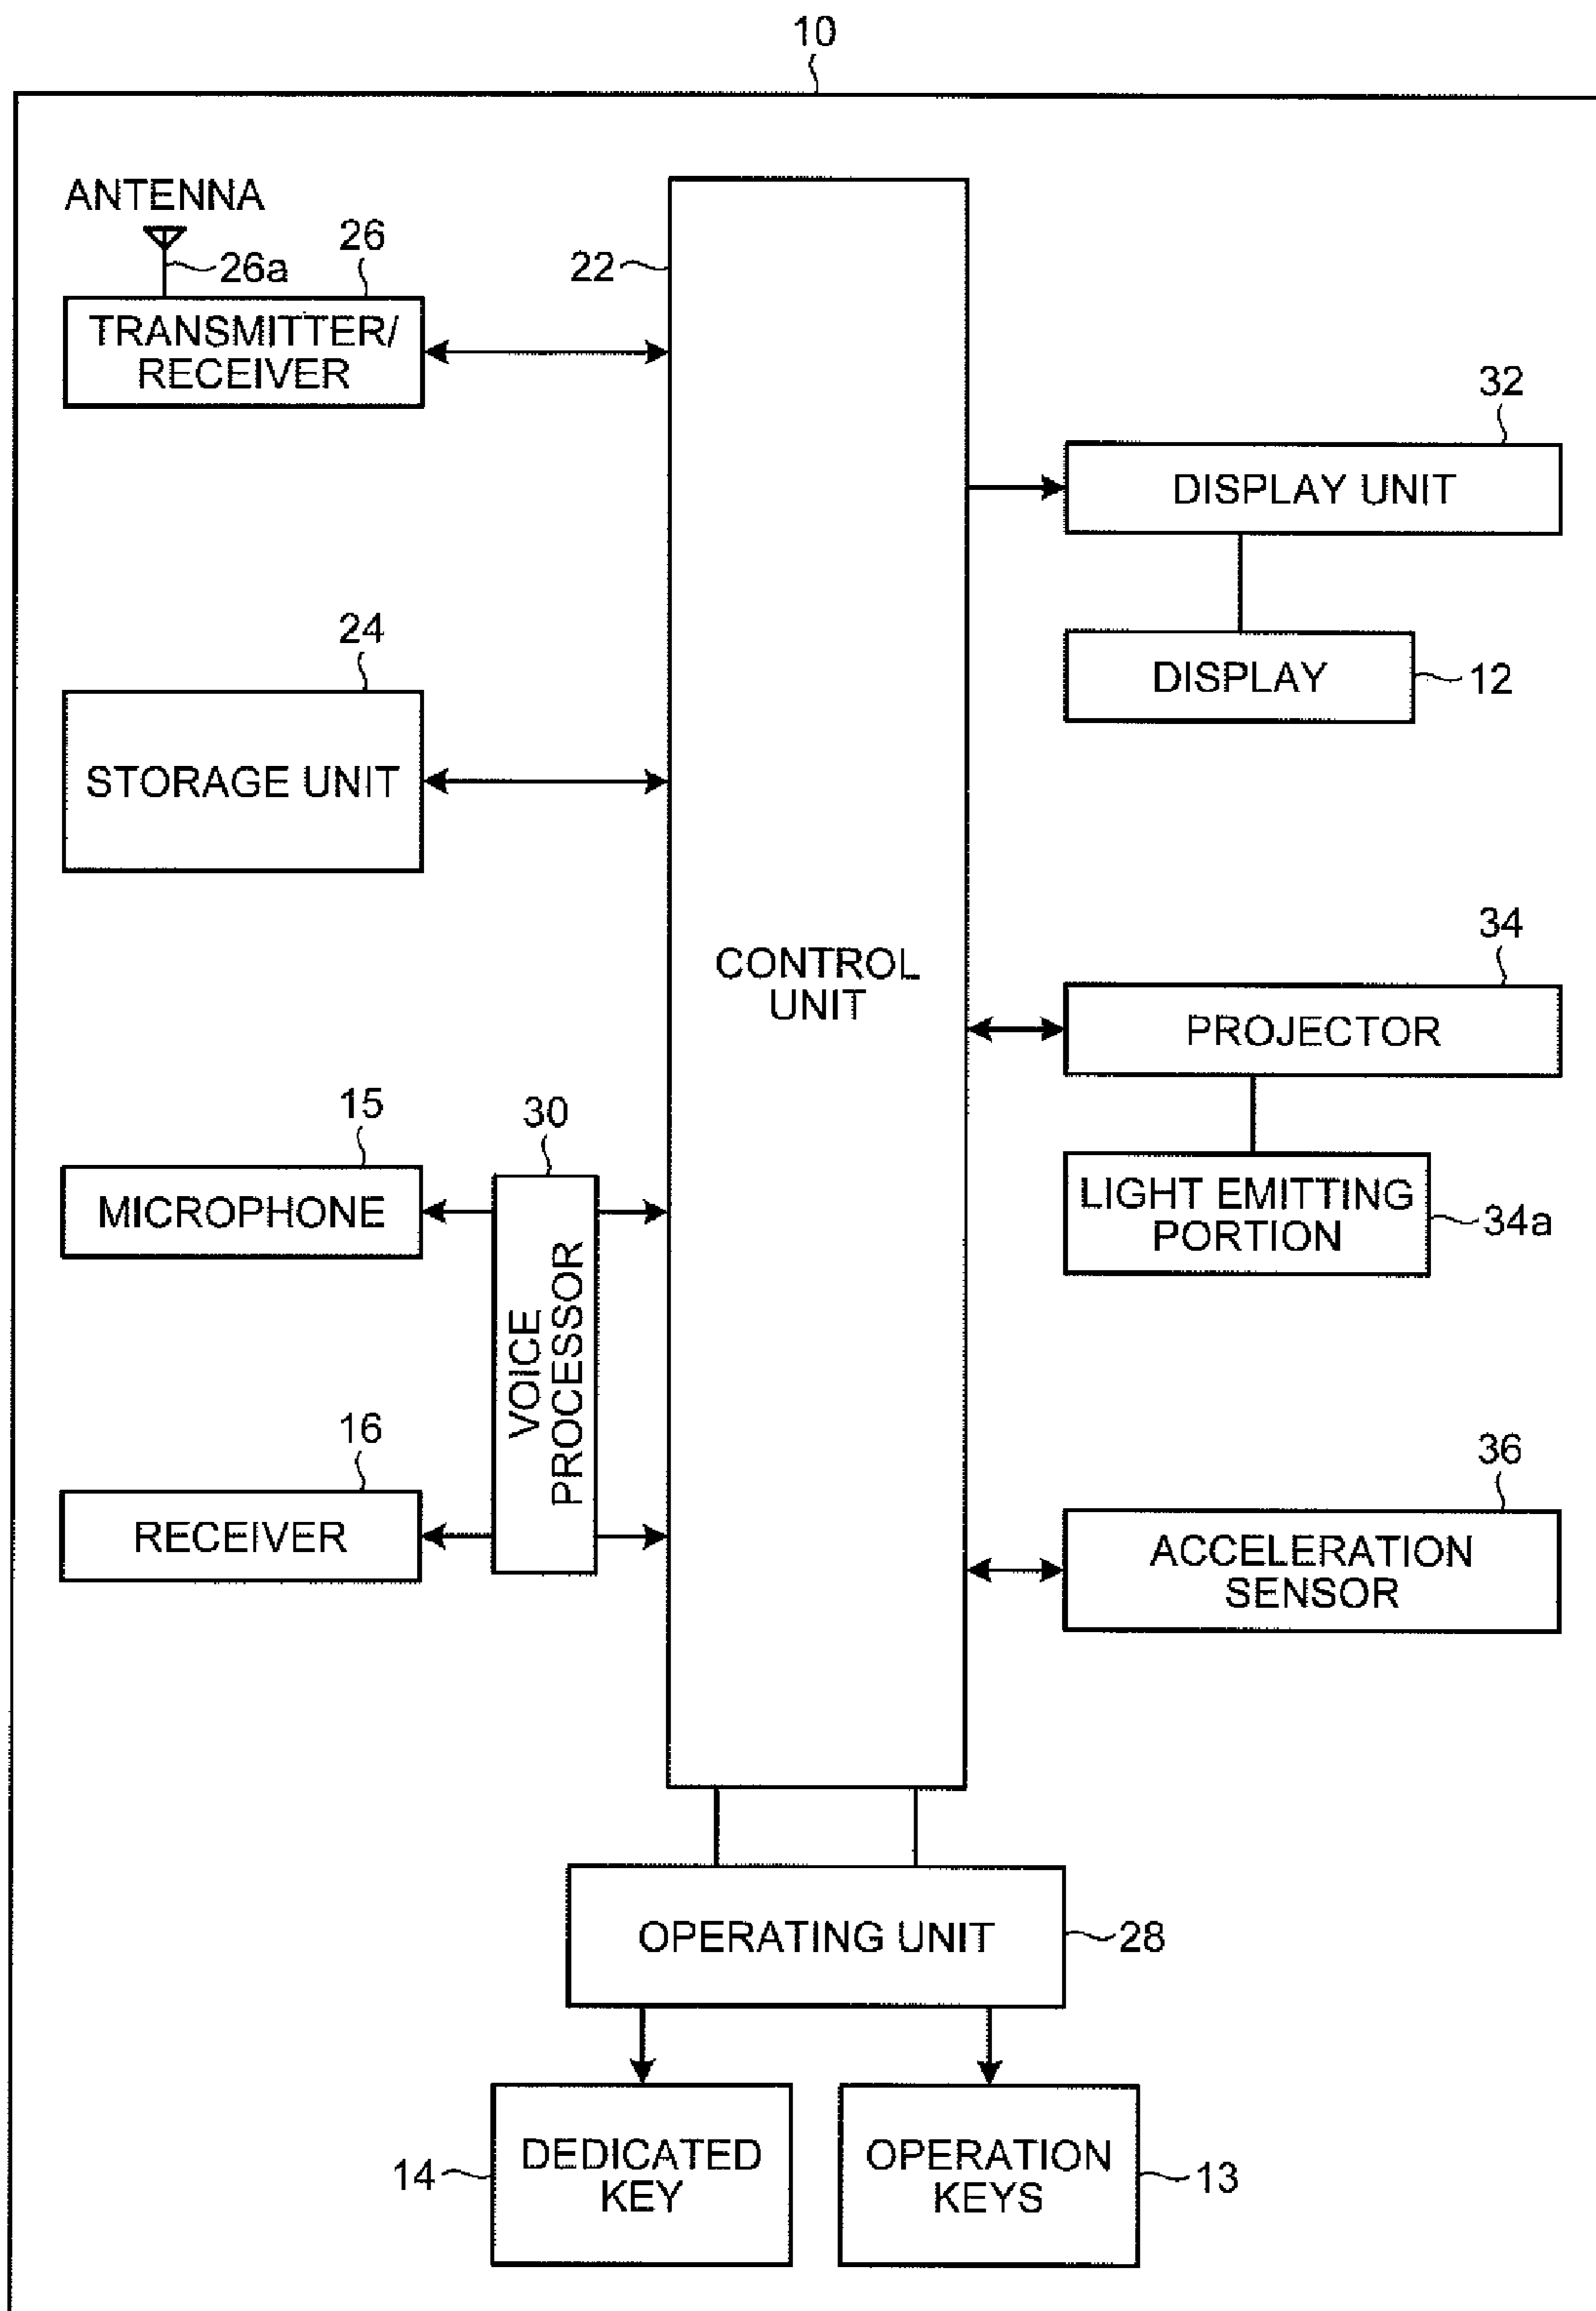 10
ANTENNA
26
26a
TRANSMITTER/
RECEIVER
22
32
DISPLAY UNIT
24
STORAGE UNIT
DISPLAY
12
CONTROL
UNIT
34
PROJECTOR
15
MICROPHONE
30
VOICE
PROCESSOR
LIGHT EMITTING
PORTION
34a
16
RECEIVER
36
ACCELERATION
SENSOR
OPERATING UNIT
28
14
DEDICATED
KEY
OPERATION
KEYS
13